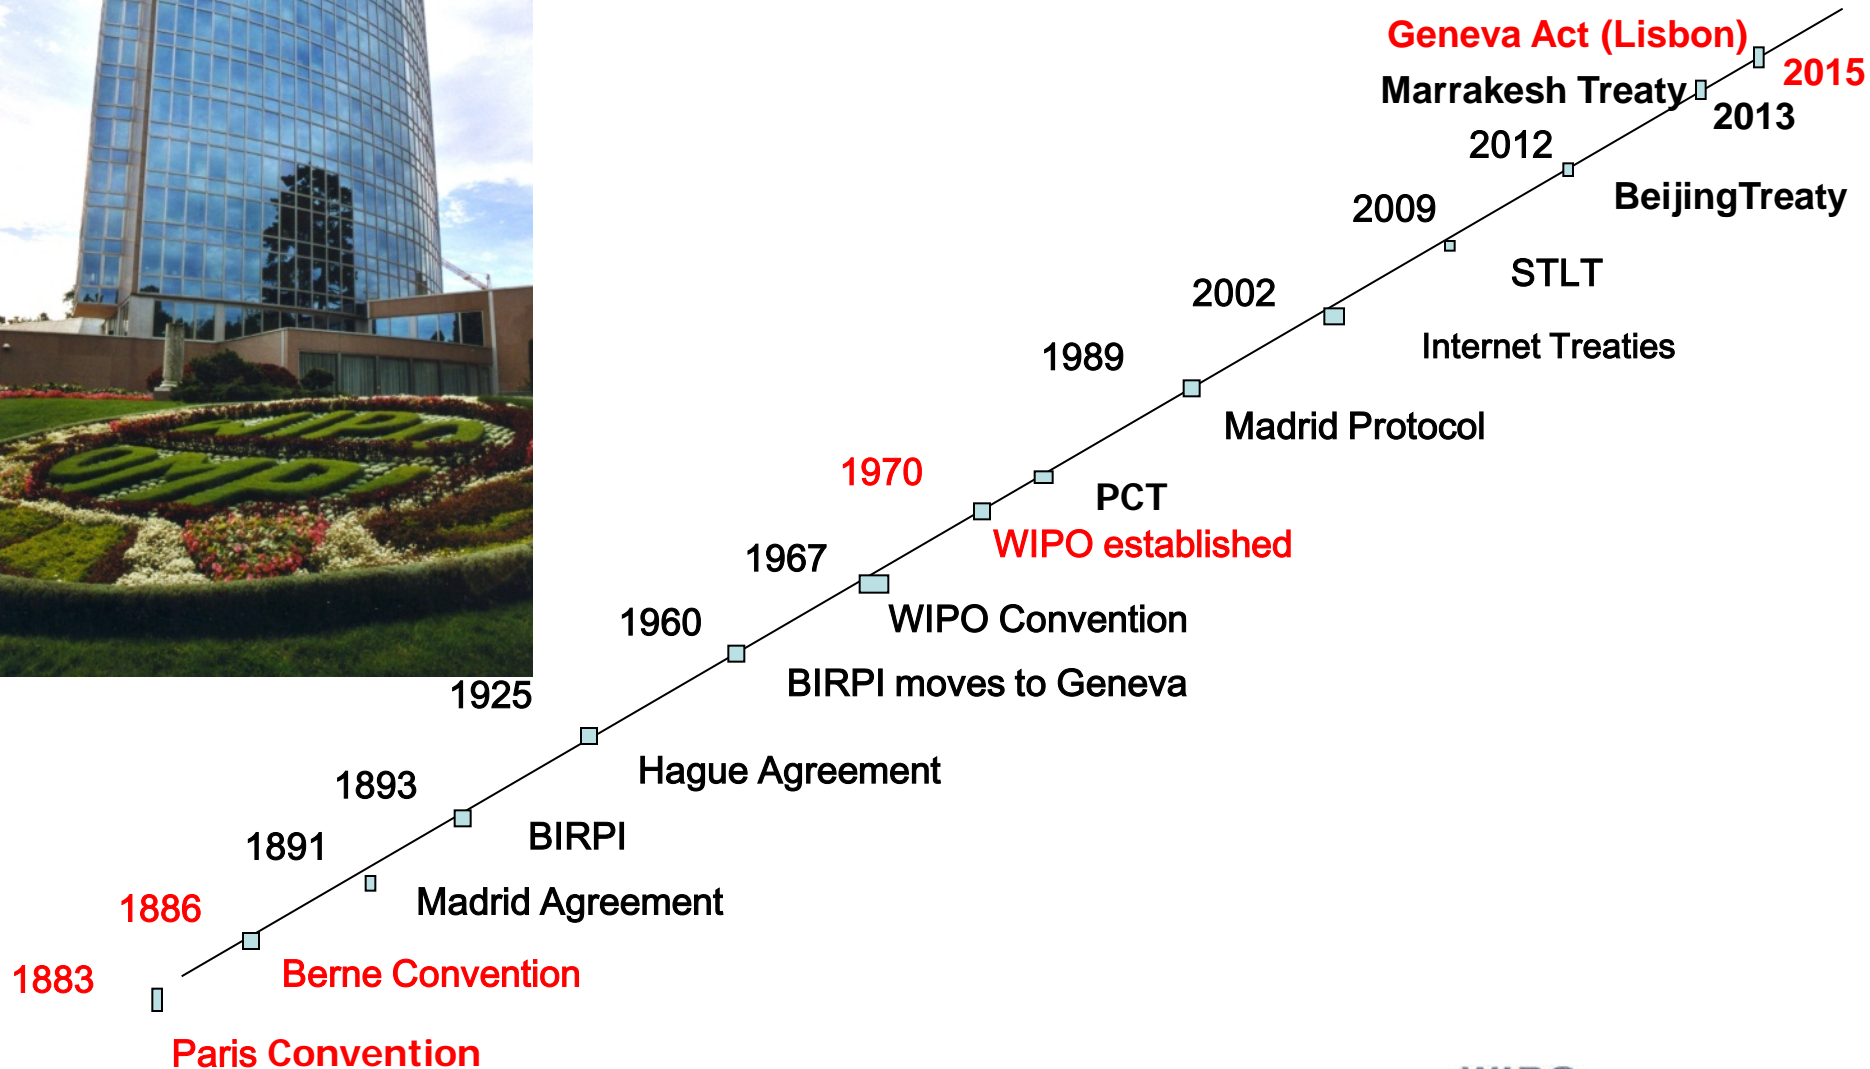 Geneva Act (Lisbon)
2015
Marrakesh Treaty
2013
2012
BeijingTreaty
2009
STLT
2002
Internet Treaties
1989
Madrid Protocol
1970
PCT
WIPO established
1967
WIPO Convention
1960
BIRPI moves to Geneva
1925
Hague Agreement
1893
BIRPI
1891
Madrid Agreement
1886
Berne Convention
1883
Paris Convention
WIPO
OMPI